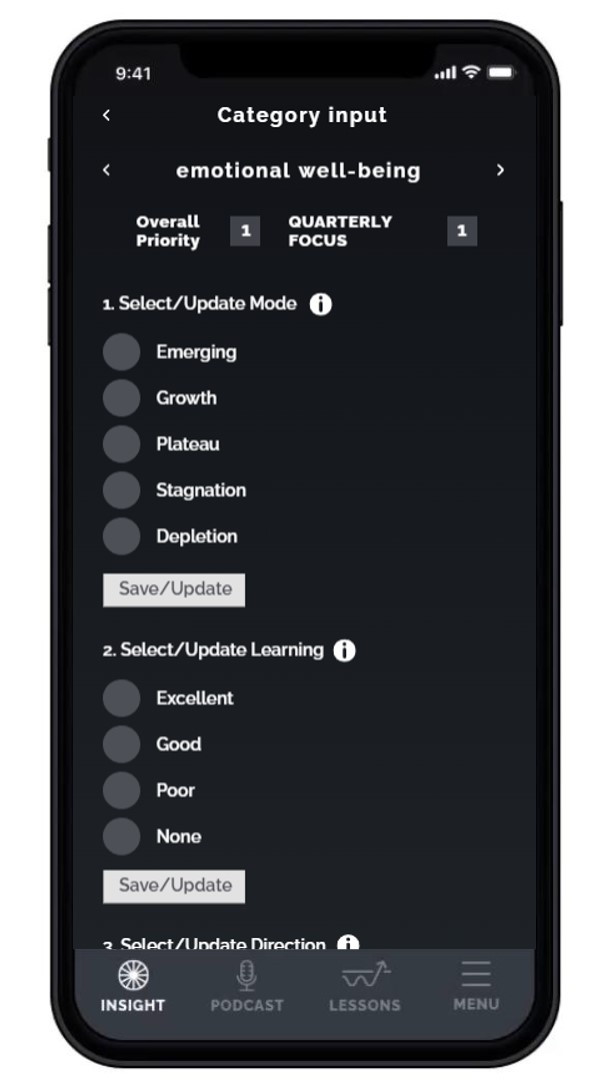 9:41
Category input
emotional well-being
Overall Priority 1 QUARTERLY FOCUS 1
1. Select/Update Mode
Emerging
Growth
Plateau
Stagnation
Depletion
Save/Update
2. Select/Update Learning
Excellent
Good
Poor
None
Save/Update
3. Select/Update Direction
INSIGHT PODCAST LESSONS MENU